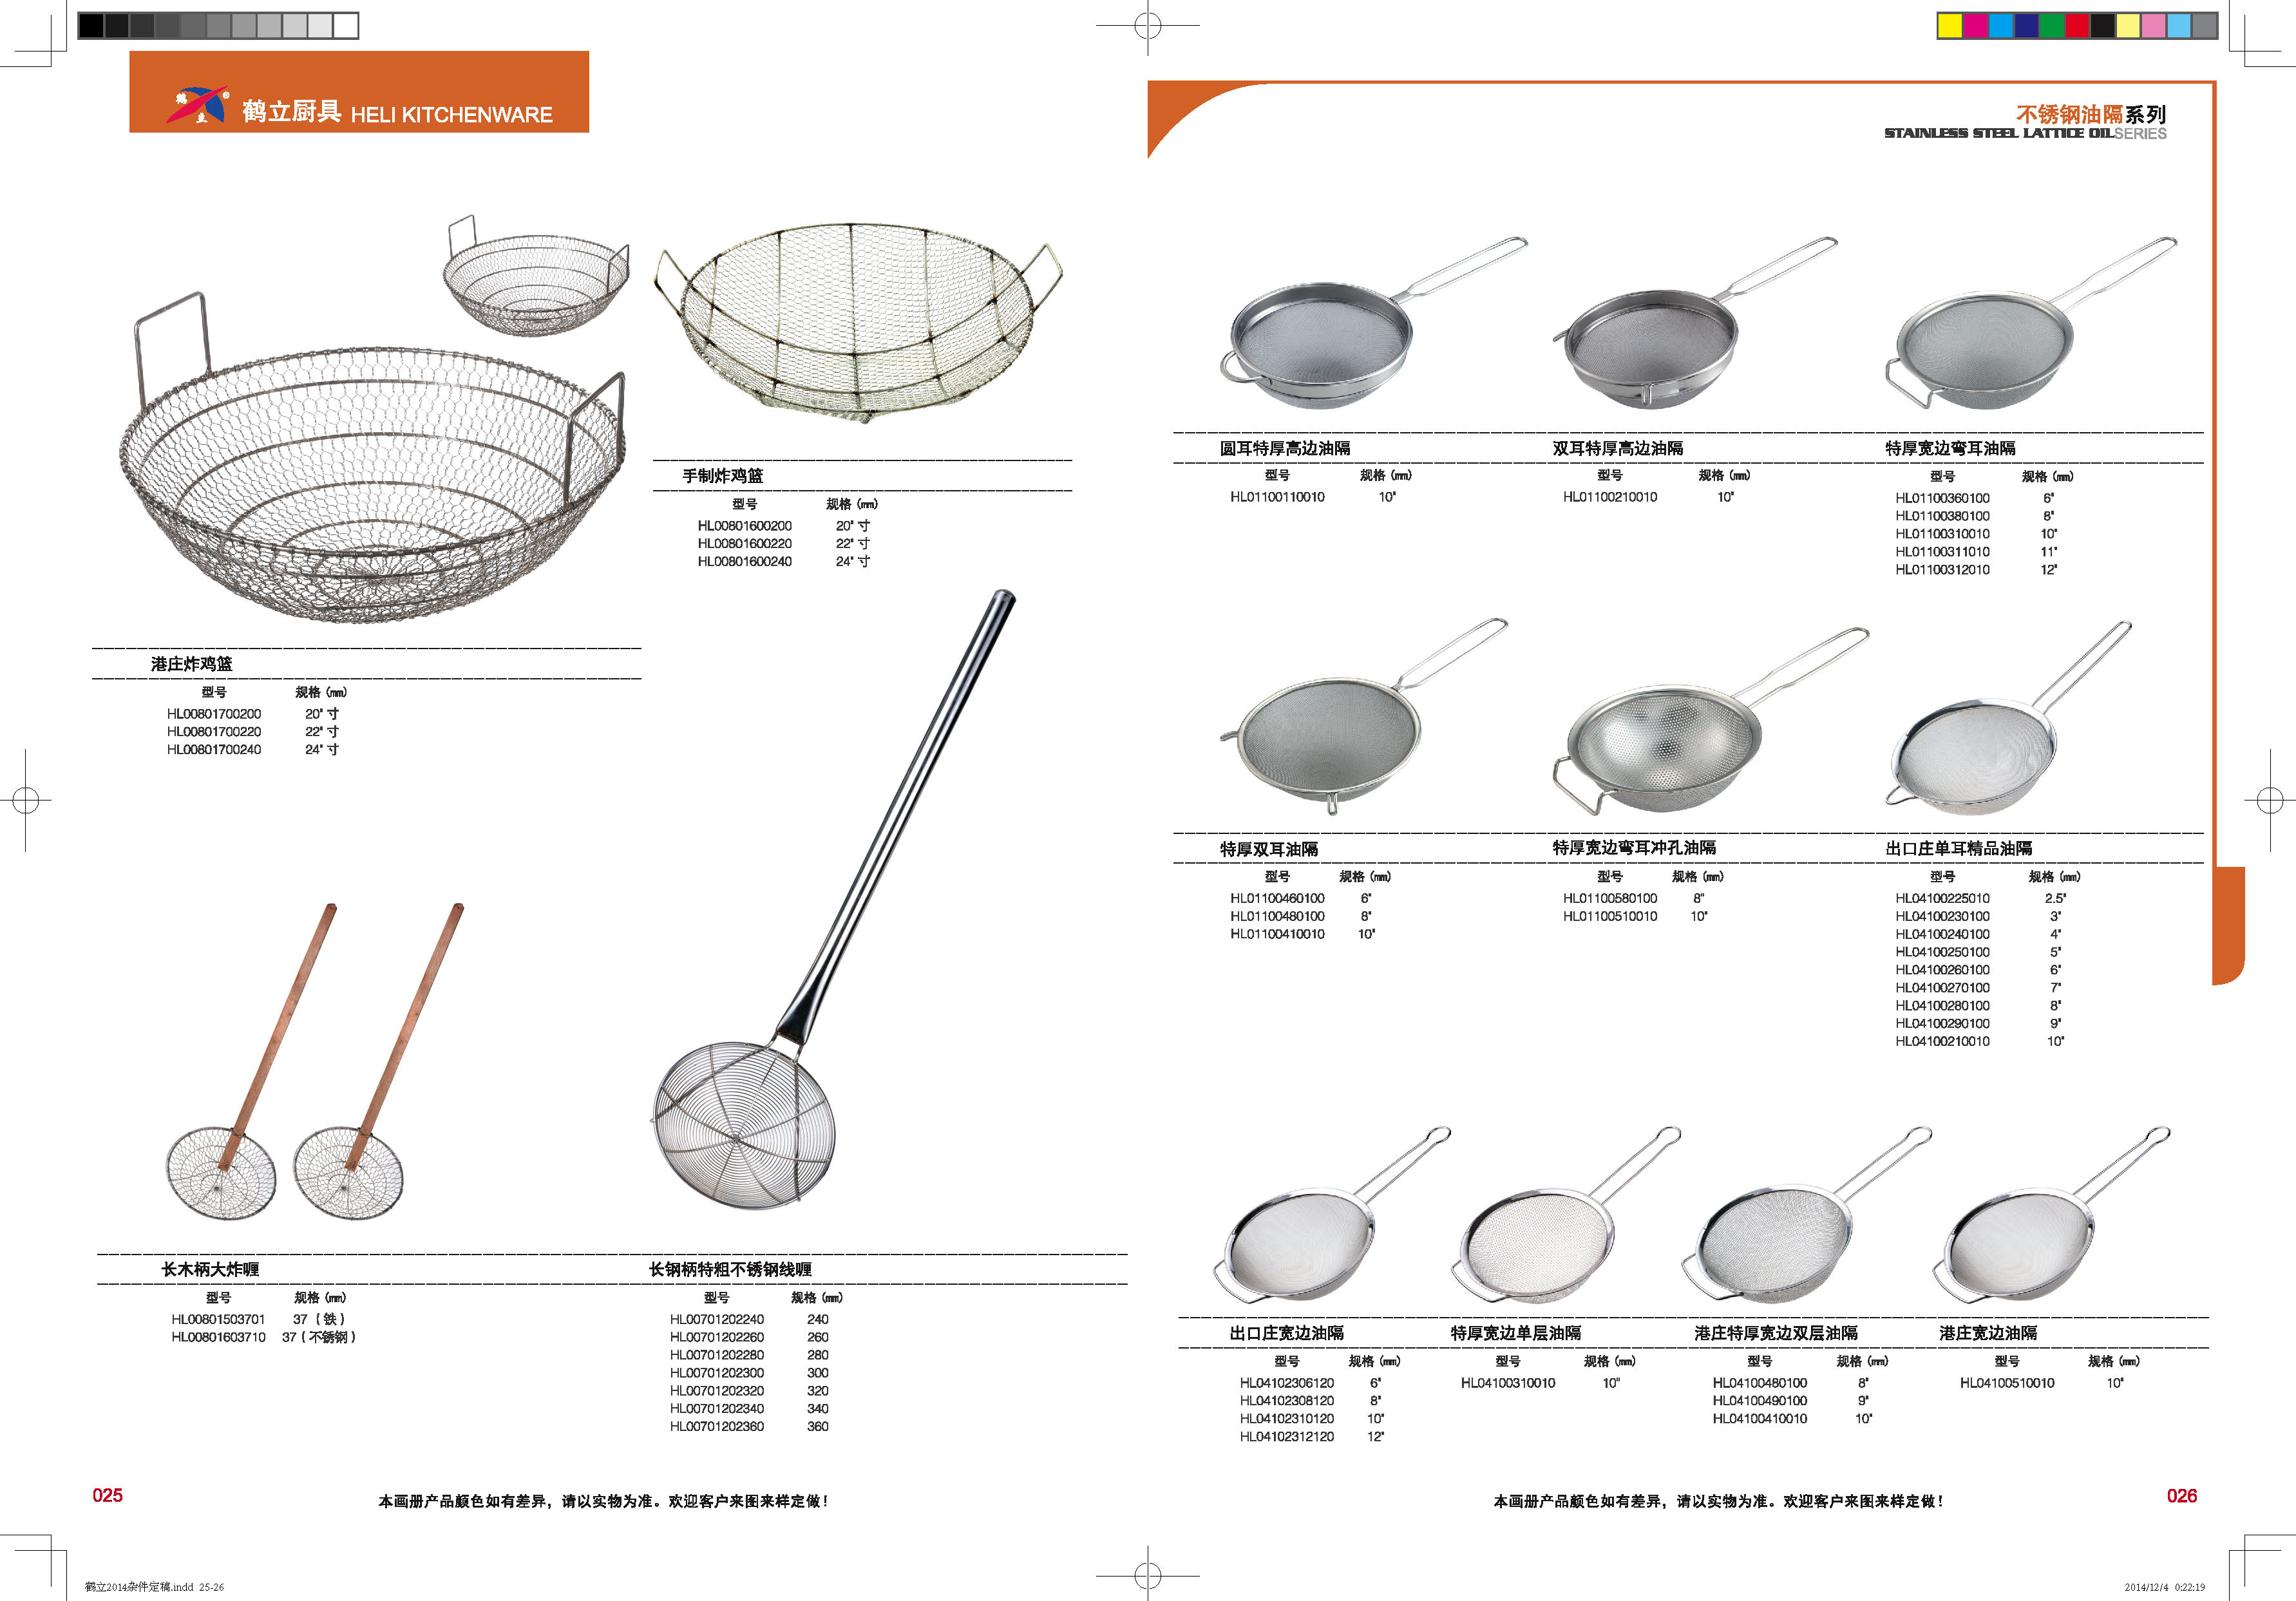 鹤立厨具 HELI KITCHENWARE
手制炸鸡篮
型号 规格 (mm)
HL00801600200 20" 寸
HL00801600220 22" 寸
HL00801600240 24" 寸
港庄炸鸡篮
型号 规格 (mm)
HL00801700200 20" 寸
HL00801700220 22" 寸
HL00801700240 24" 寸
长木柄大炸喱
型号 规格 (mm)
HL00801503701 37 (铁)
HL00801603710 37 (不锈钢)
长钢柄特粗不锈钢线喱
型号 规格 (mm)
HL00701202240 240
HL00701202260 260
HL00701202280 280
HL00701202300 300
HL00701202320 320
HL00701202340 340
HL00701202360 360
025
本画册产品颜色如有差异，请以实物为准。欢迎客户来图来样定做！
不锈钢油隔系列
STAINLESS STEEL LATTICE OIL SERIES
圆耳特厚高边油隔
型号 规格 (mm)
HL01100110010 10"
双耳特厚高边油隔
型号 规格 (mm)
HL01100210010 10"
特厚宽边弯耳油隔
型号 规格 (mm)
HL01100360100 6"
HL01100380100 8"
HL01100310010 10"
HL01100311010 11"
HL01100312010 12"
特厚双耳油隔
型号 规格 (mm)
HL01100460100 6"
HL01100480100 8"
HL01100410010 10"
特厚宽边弯耳冲孔油隔
型号 规格 (mm)
HL01100580100 8"
HL01100510010 10"
出口庄单耳精品油隔
型号 规格 (mm)
HL04100225010 2.5"
HL04100230100 3"
HL04100240100 4"
HL04100250100 5"
HL04100260100 6"
HL04100270100 7"
HL04100280100 8"
HL04100290100 9"
HL04100210010 10"
出口庄宽边油隔
型号 规格 (mm)
HL04102306120 6"
HL04102308120 8"
HL04102310120 10"
HL04102312120 12"
特厚宽边单层油隔
型号 规格 (mm)
HL04100310010 10"
港庄特厚宽边双层油隔
型号 规格 (mm)
HL04100480100 8"
HL04100490100 9"
HL04100410010 10"
港庄宽边油隔
型号 规格 (mm)
HL04100510010 10"
本画册产品颜色如有差异，请以实物为准。欢迎客户来图来样定做！
026
鹤立2014杂件定稿.indd 25-26
2014/12/4 0:22:19